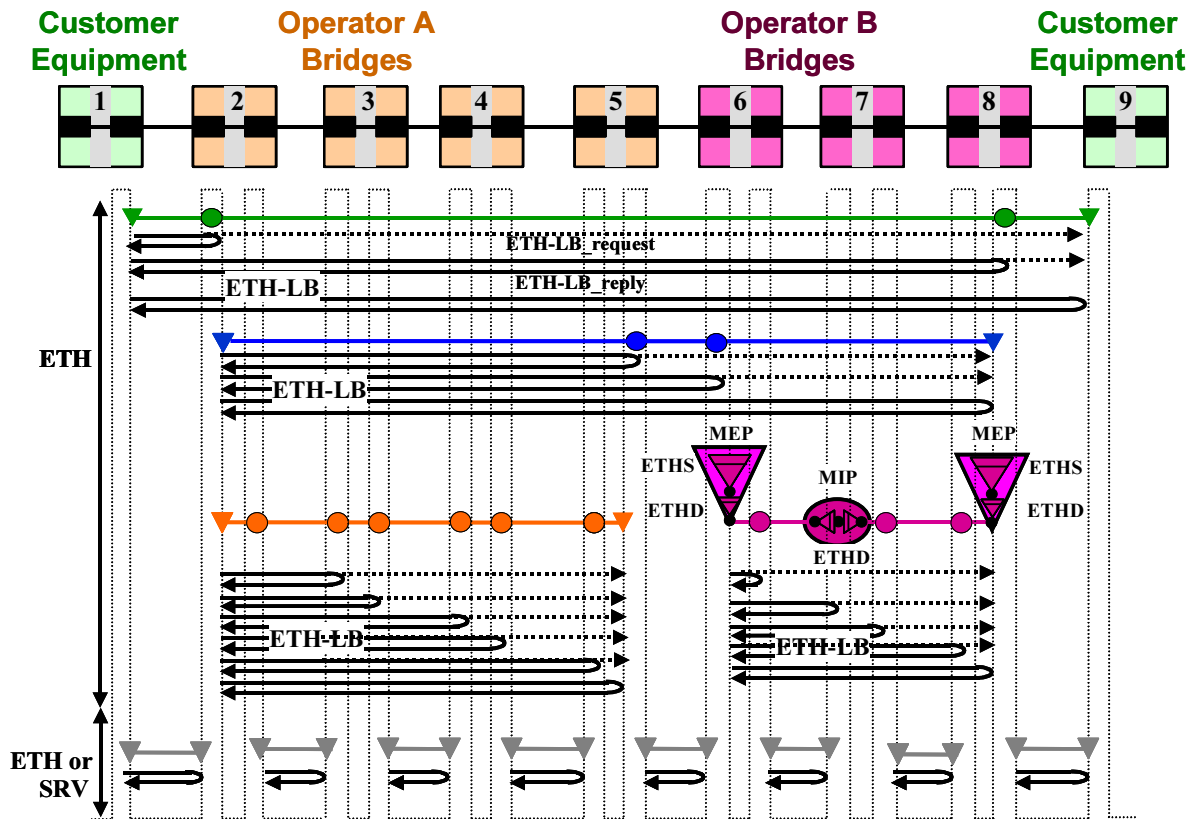 Customer
Equipment
Operator A
Bridges
Operator B
Bridges
Customer
Equipment
1
2
3
4
5
6
7
8
9
ETH-LB_request
ETH-LB
ETH-LB_reply
ETH
ETH-LB
MEP
MEP
ETHS
MIP
ETHS
ETHD
ETHD
ETHD
ETH-LB
ETH-LB
ETH or
SRV